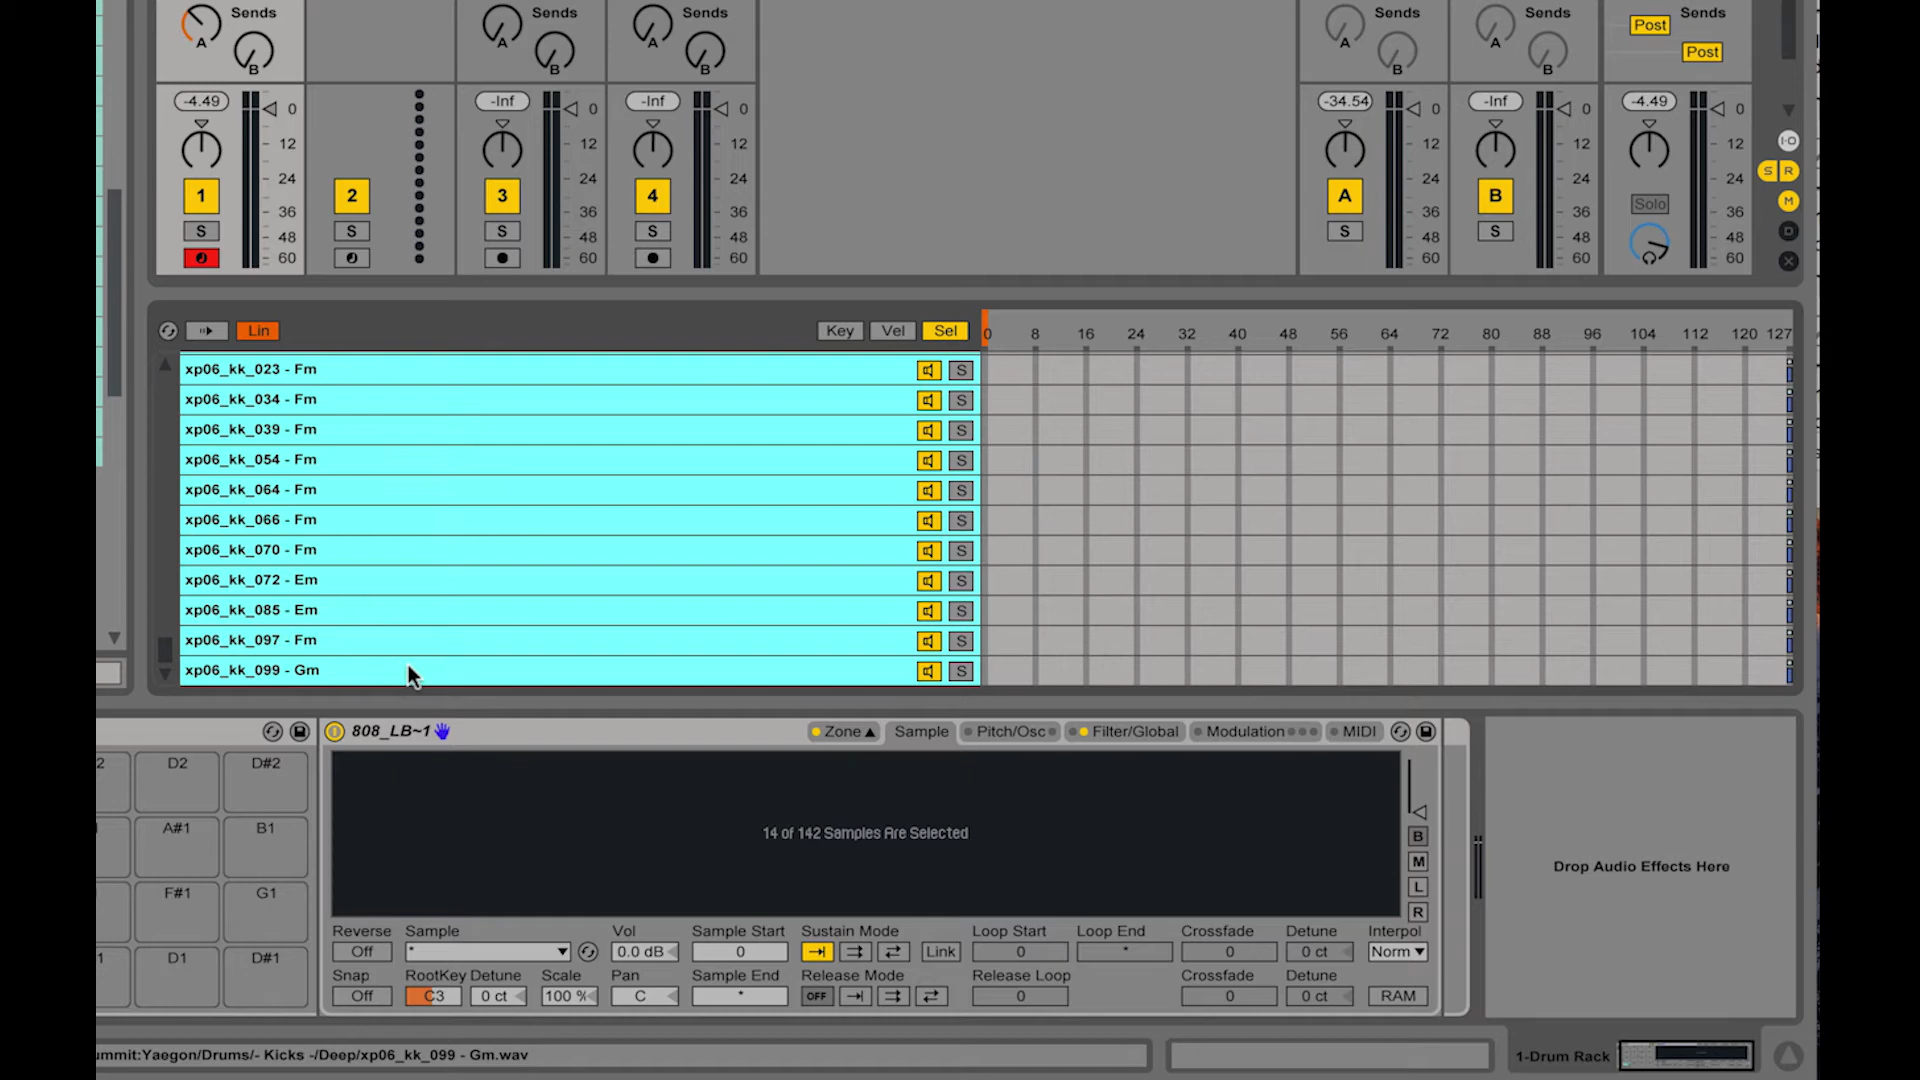 Sends Sends Sends Sends Sends Post Sends
A A A A A Post
B B B B B
-4.49 0 -Inf 0 -Inf 0 -34.54 0 -Inf 0 -4.49 0
12 12 12 12 12 12 I·O
24 24 24 24 24 24 S R
1 2 3 4 A B
36 36 36 36 36 Solo 36 M
S S S S S S
48 48 48 48 48 48 D
60 60 60 60 60 60
Lin Key Vel Sel 0 8 16 24 32 40 48 56 64 72 80 88 96 104 112 120 127
xp06_kk_023 - Fm S
xp06_kk_034 - Fm S
xp06_kk_039 - Fm S
xp06_kk_054 - Fm S
xp06_kk_064 - Fm S
xp06_kk_066 - Fm S
xp06_kk_070 - Fm S
xp06_kk_072 - Em S
xp06_kk_085 - Em S
xp06_kk_097 - Fm S
xp06_kk_099 - Gm S
808_LB~1 Zone Sample Pitch/Osc Filter/Global Modulation MIDI
2 D2 D#2
A#1 B1
F#1 G1
1 D1 D#1
14 of 142 Samples Are Selected
B
M
L
R
Drop Audio Effects Here
Reverse Sample Vol Sample Start Sustain Mode Loop Start Loop End Crossfade Detune Interpol
Off * 0.0 dB 0 Link 0 * 0 0 ct Norm
Snap RootKey Detune Scale Pan Sample End Release Mode Release Loop Crossfade Detune
Off C3 0 ct 100 % C * OFF 0 0 0 ct RAM
ummit:Yaegon/Drums/- Kicks -/Deep/xp06_kk_099 - Gm.wav
1-Drum Rack